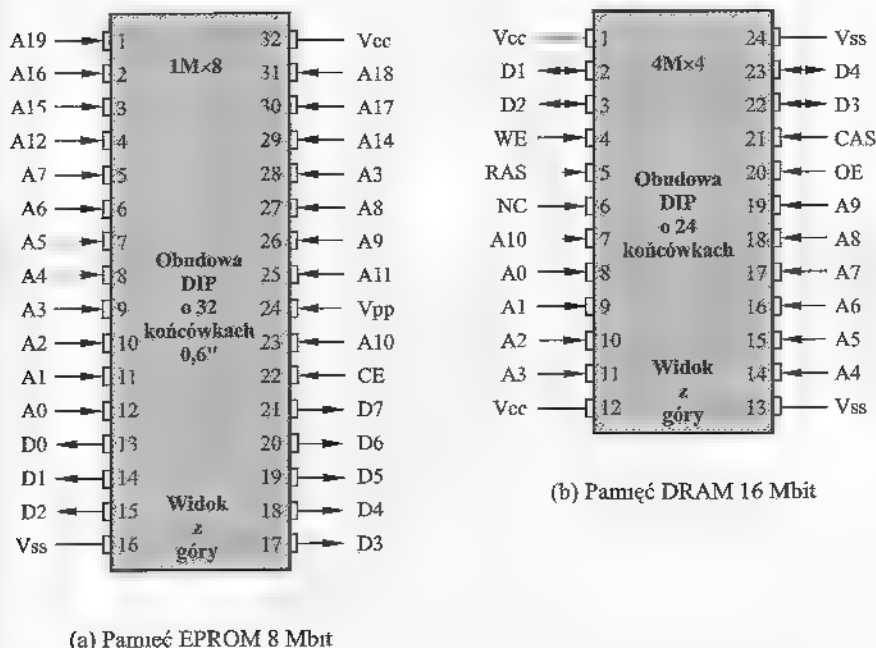 A19 1 32 Vcc
1M×8
A16 2 31 A18
A15 3 30 A17
A12 4 29 A14
A7 5 28 A3
A6 6 27 A8
A5 7 26 A9
Obudowa
A4 8 25 A11
DIP
A3 9 o 32 24 Vpp
końcówkach
A2 10 23 A10
0,6"
A1 11 22 CE
A0 12 21 D7
D0 13 20 D6
D1 14 19 D5
Widok
D2 15 18 D4
z
Vss 16 góry 17 D3
(a) Pamięć EPROM 8 Mbit
Vcc 1 24 Vss
D1 2 4M×4 23 D4
D2 3 22 D3
WE 4 21 CAS
RAS 5 Obudowa 20 OE
NC 6 DIP 19 A9
o 24
A10 7 18 A8
końcówkach
A0 8 17 A7
A1 9 16 A6
A2 10 15 A5
A3 11 Widok 14 A4
z
Vcc 12 góry 13 Vss
(b) Pamięć DRAM 16 Mbit